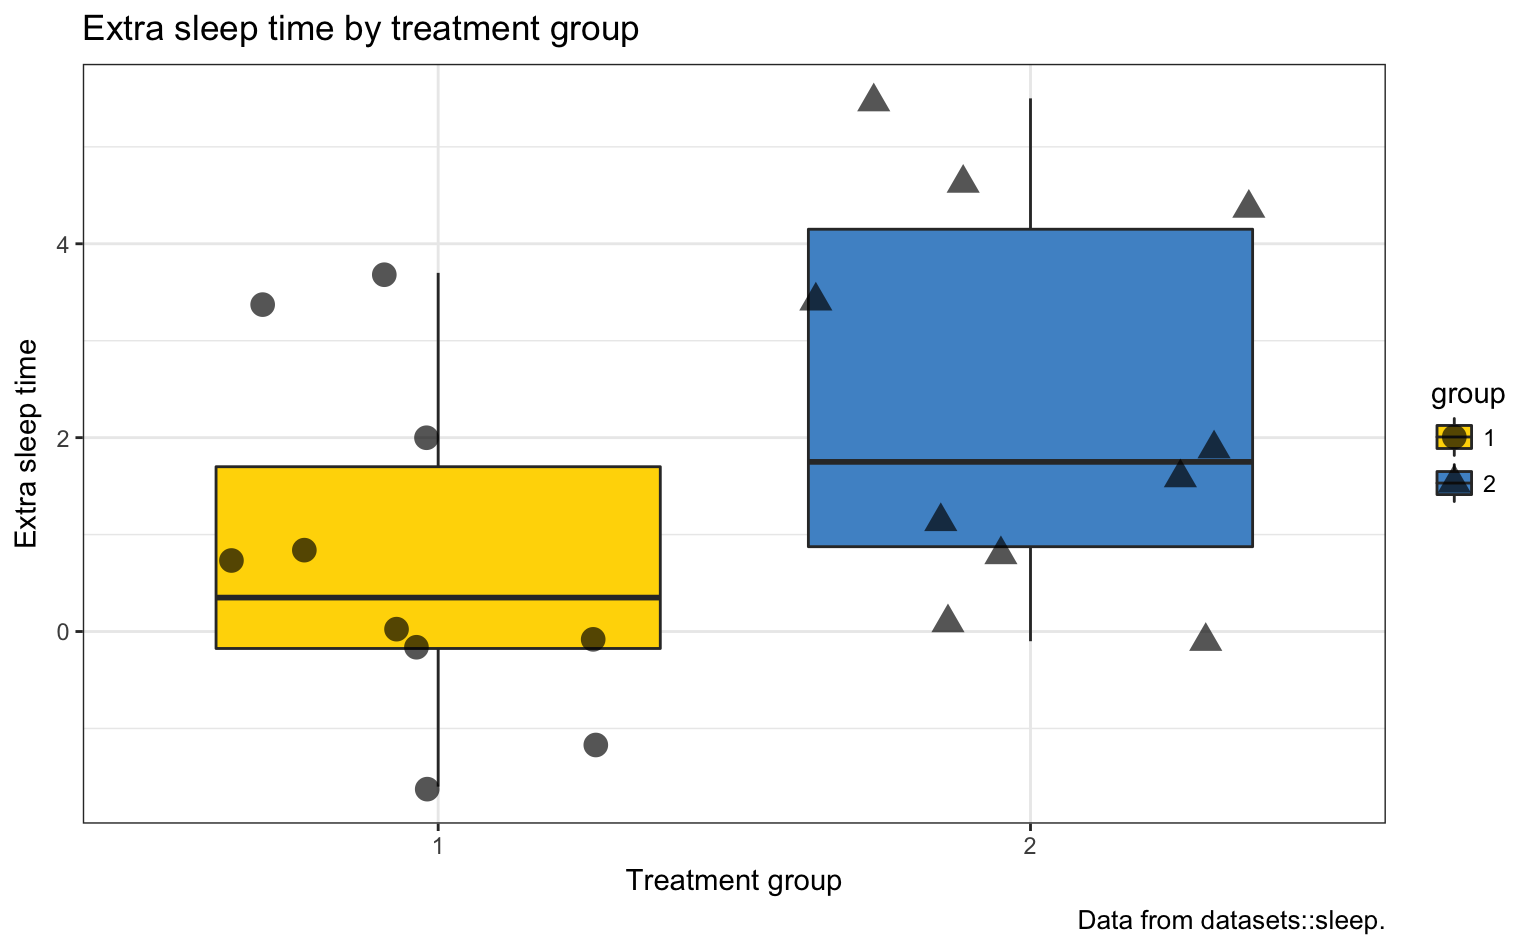 Extra sleep time by treatment group
Extra sleep time
4
2
0
1
2
Treatment group
group
1
2
Data from datasets::sleep.